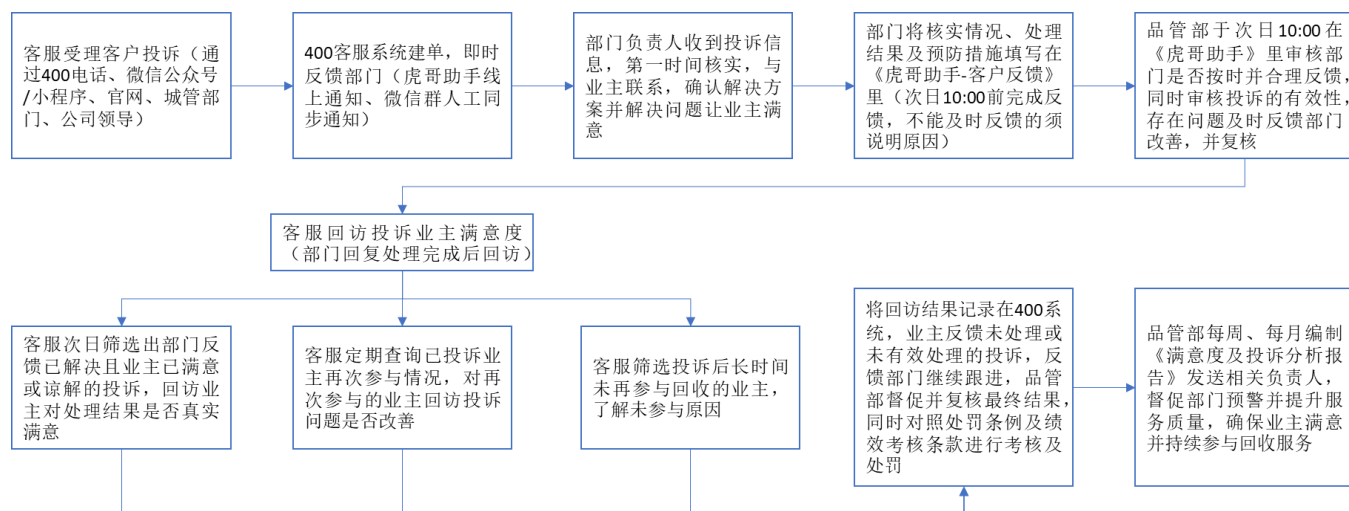 客服受理客户投诉（通
过400电话、微信公众号
/小程序、官网、城管部
门、公司领导）
400客服系统建单，即时
反馈部门（虎哥助手线
上通知、微信群人工同
步通知）
部门负责人收到投诉信
息，第一时间核实，与
业主联系，确认解决方
案并解决问题让业主满
意
部门将核实情况、处理
结果及预防措施填写在
《虎哥助手-客户反馈》
里（次日10:00前完成反
馈，不能及时反馈的须
说明原因）
品管部于次日10:00在
《虎哥助手》里审核部
门是否按时并合理反馈，
同时审核投诉的有效性，
存在问题及时反馈部门
改善，并复核
客服回访投诉业主满意度
（部门回复处理完成后回访）
客服次日筛选出部门反
馈已解决且业主已满意
或谅解的投诉，回访业
主对处理结果是否真实
满意
客服定期查询已投诉业
主再次参与情况，对再
次参与的业主回访投诉
问题是否改善
客服筛选投诉后长时间
未再参与回收的业主，
了解未参与原因
将回访结果记录在400系
统，业主反馈未处理或
未有效处理的投诉，反
馈部门继续跟进，品管
部督促并复核最终结果，
同时对照处罚条例及绩
效考核条款进行考核及
处罚
品管部每周、每月编制
《满意度及投诉分析报
告》发送相关负责人，
督促部门预警并提升服
务质量，确保业主满意
并持续参与回收服务